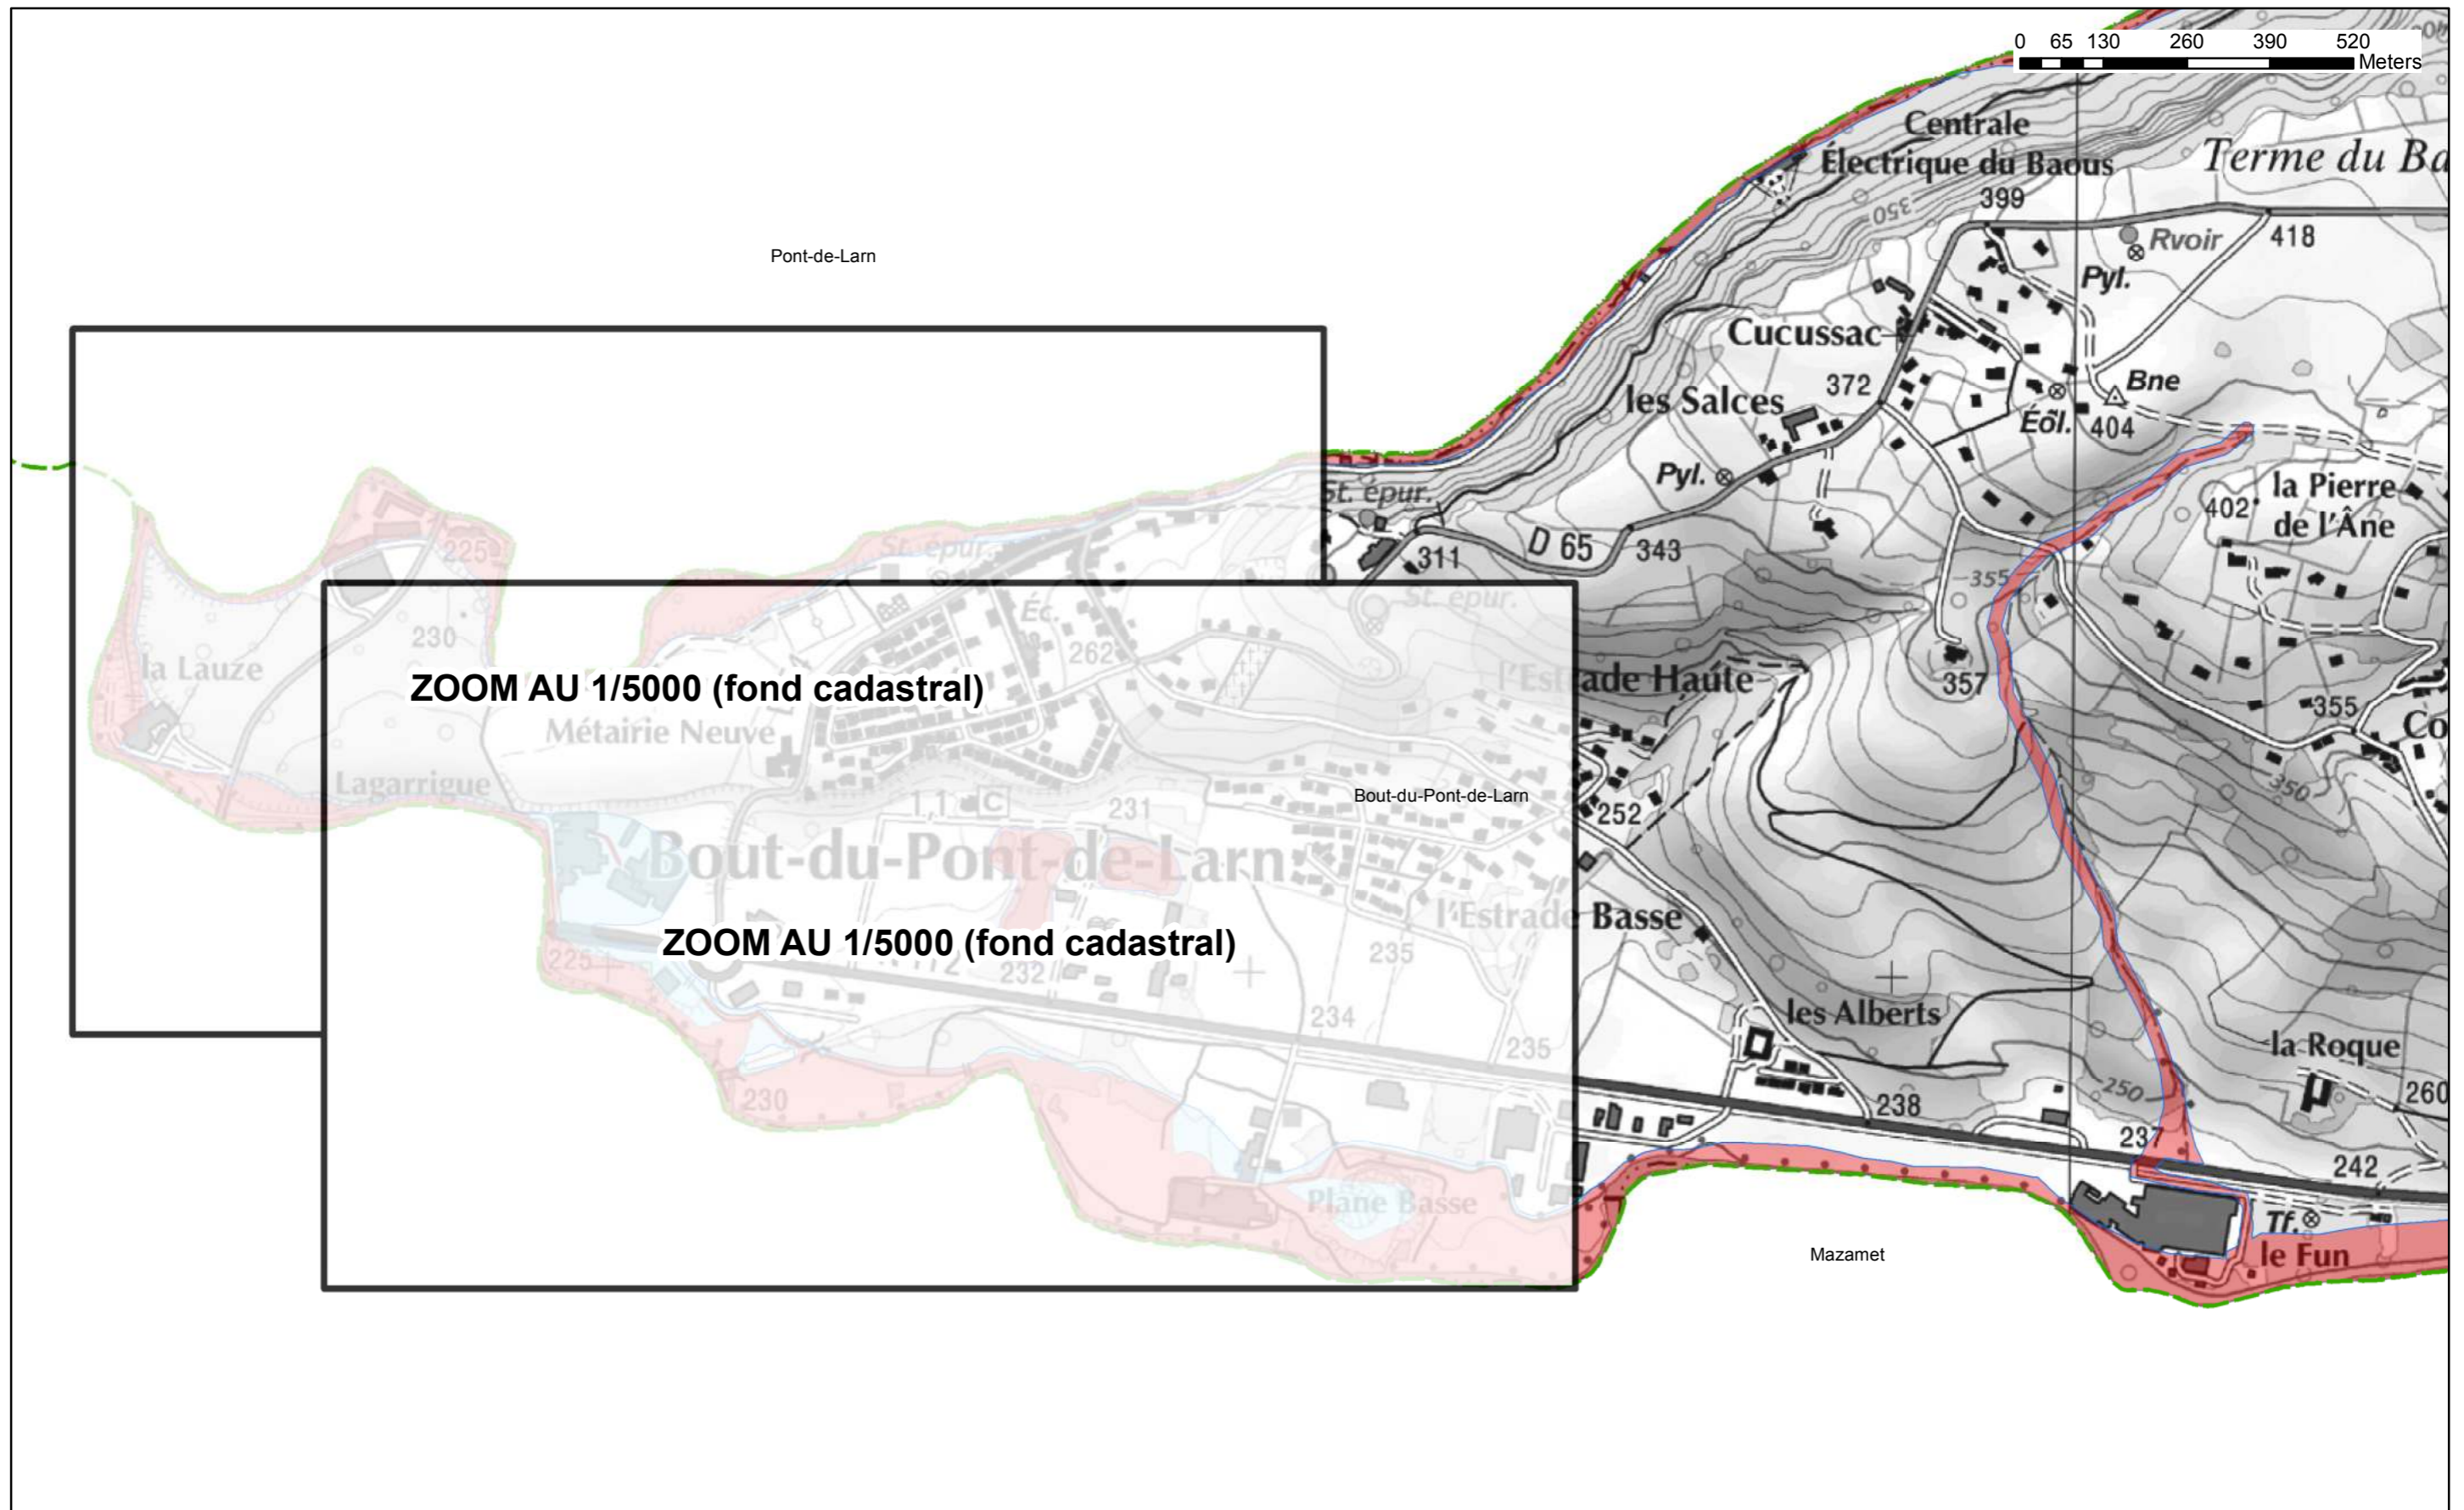 0 65 130 260 390 520
Meters
Centrale
Électrique du Baous
Terme du Ba
399
350
Rvoir
418
Pont-de-Larn
Pyl.
Cucussac
372
Bne
les Salces
Éol.
404
Pyl.
St. épur.
la Pierre
de l'Âne
402
225
St. épur.
311
D 65
343
355
St. épur.
Éc.
230
262
la Lauze
l'Estrade Haute
357
ZOOM AU 1/5000 (fond cadastral)
355
Métairie Neuve
Co
Lagarrigue
350
1,1
C
231
Bout-du-Pont-de-Larn
252
Bout-du-Pont-de-Larn
l'Estrade Basse
ZOOM AU 1/5000 (fond cadastral)
225
232
235
les Alberts
234
235
la Roque
230
238
250
260
237
242
Plane Basse
Tf.
Mazamet
le Fun